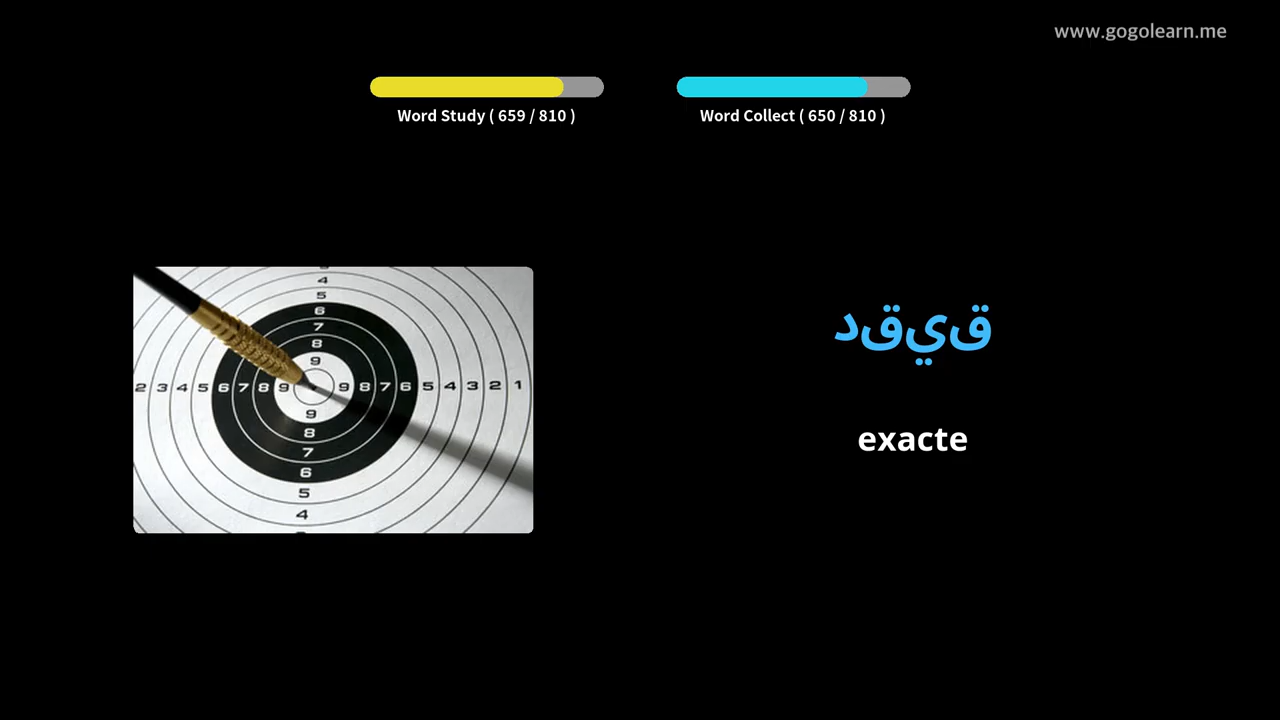 www.gogolearn.me
Word Study ( 659 / 810 )
Word Collect ( 650 / 810 )
4
5
6
7
8
9
2 3 4 5 6 7 8 9 9 8 7 6 5 4 3 2 1
9
8
7
6
5
4
قيقد
exacte